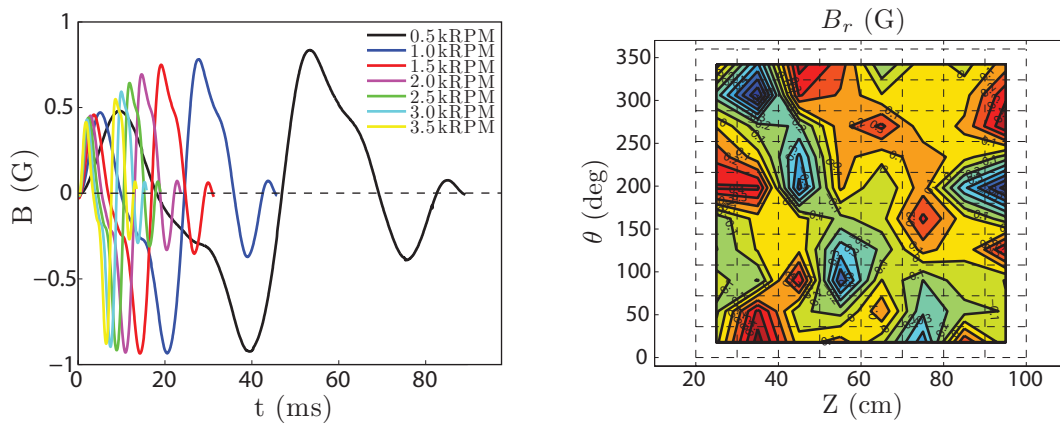 B (G)
1
0.5
0
−0.5
−1
0
20
40
60
80
t (ms)
0.5kRPM
1.0kRPM
1.5kRPM
2.0kRPM
2.5kRPM
3.0kRPM
3.5kRPM
B_r (G)
θ (deg)
350
300
250
200
150
100
50
0
20
40
60
80
100
Z (cm)